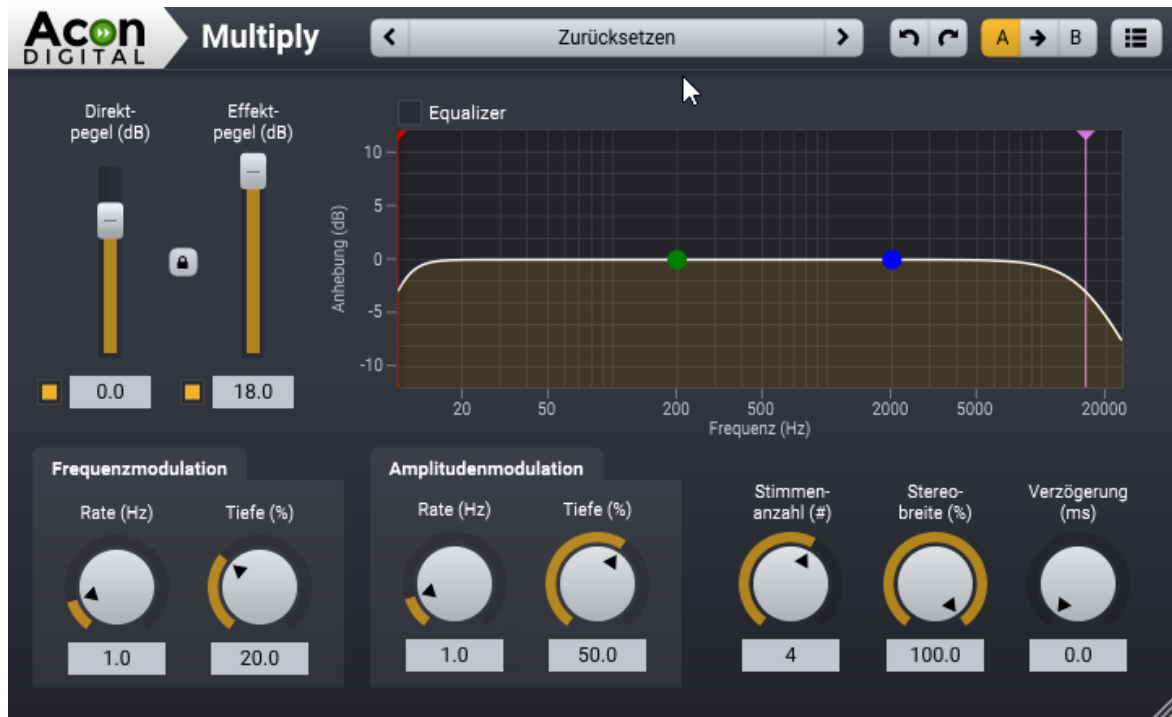 Acon DIGITAL Multiply Zurücksetzen A B
Direkt-
pegel (dB)
Effekt-
pegel (dB)
0.0
18.0
Equalizer
10
5
0
-5
-10
Anhebung (dB)
20 50 200 500 2000 5000 20000
Frequenz (Hz)
Frequenzmodulation
Rate (Hz) Tiefe (%)
1.0 20.0
Amplitudenmodulation
Rate (Hz) Tiefe (%)
1.0 50.0
Stimmen-
anzahl (#)
4
Stereo-
breite (%)
100.0
Verzögerung
(ms)
0.0